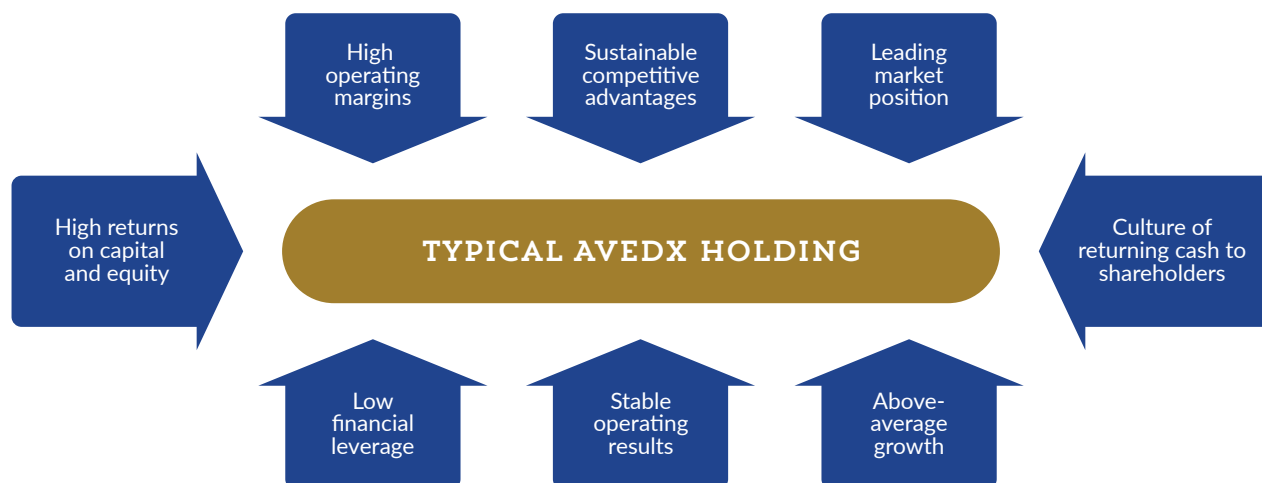 High
operating
margins
Sustainable
competitive
advantages
Leading
market
position
High returns
on capital
and equity
TYPICAL AVEDX HOLDING
Culture of
returning cash to
shareholders
Low
financial
leverage
Stable
operating
results
Above-
average
growth